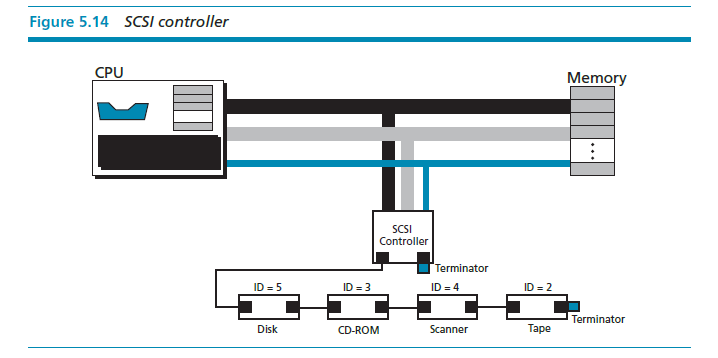 Figure 5.14 SCSI controller
CPU
Memory
SCSI
Controller
Terminator
ID = 5
ID = 3
ID = 4
ID = 2
Disk
CD-ROM
Scanner
Tape
Terminator